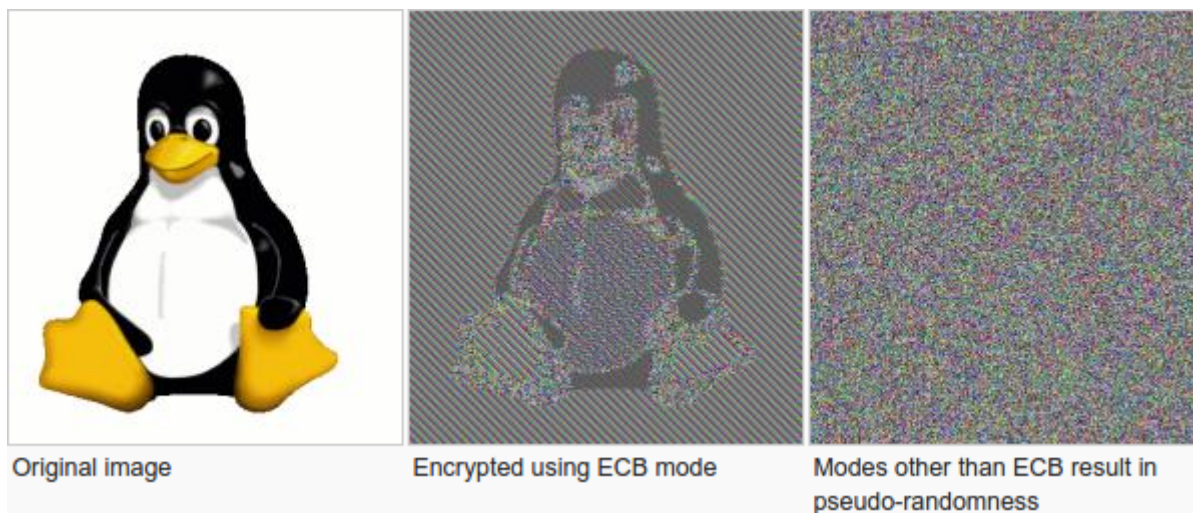 Original image
Encrypted using ECB mode
Modes other than ECB result in
pseudo-randomness